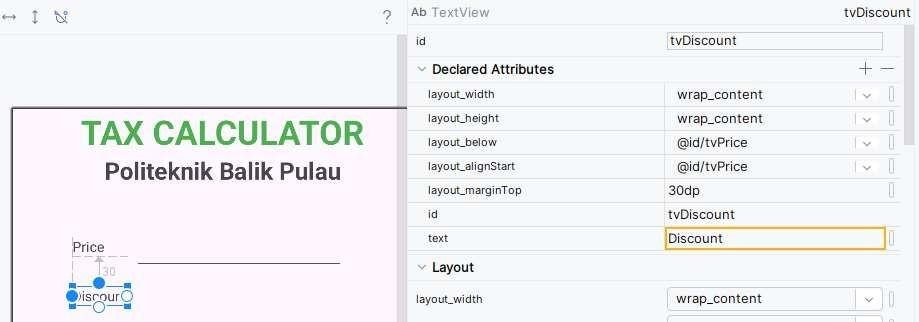 ?
Ab TextView
tvDiscount
id
tvDiscount
Declared Attributes
layout_width
wrap_content
layout_height
wrap_content
layout_below
@id/tvPrice
layout_alignStart
@id/tvPrice
layout_marginTop
30dp
id
tvDiscount
text
Discount
Layout
layout_width
wrap_content
TAX CALCULATOR
Politeknik Balik Pulau
Price
30
Discoun